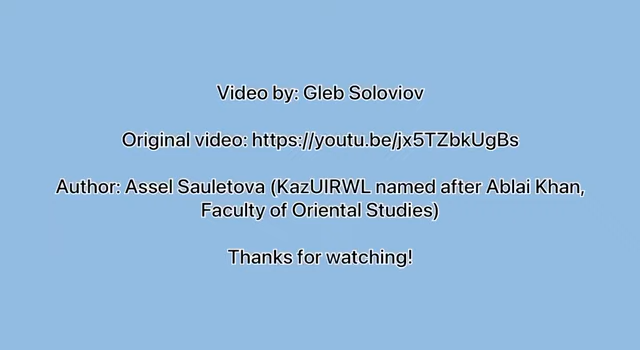 Video by: Gleb Soloviov
Original video: https://youtu.be/jx5TZbkUgBs
Author: Assel Sauletova (KazUIRWL named after Ablai Khan,
Faculty of Oriental Studies)
Thanks for watching!